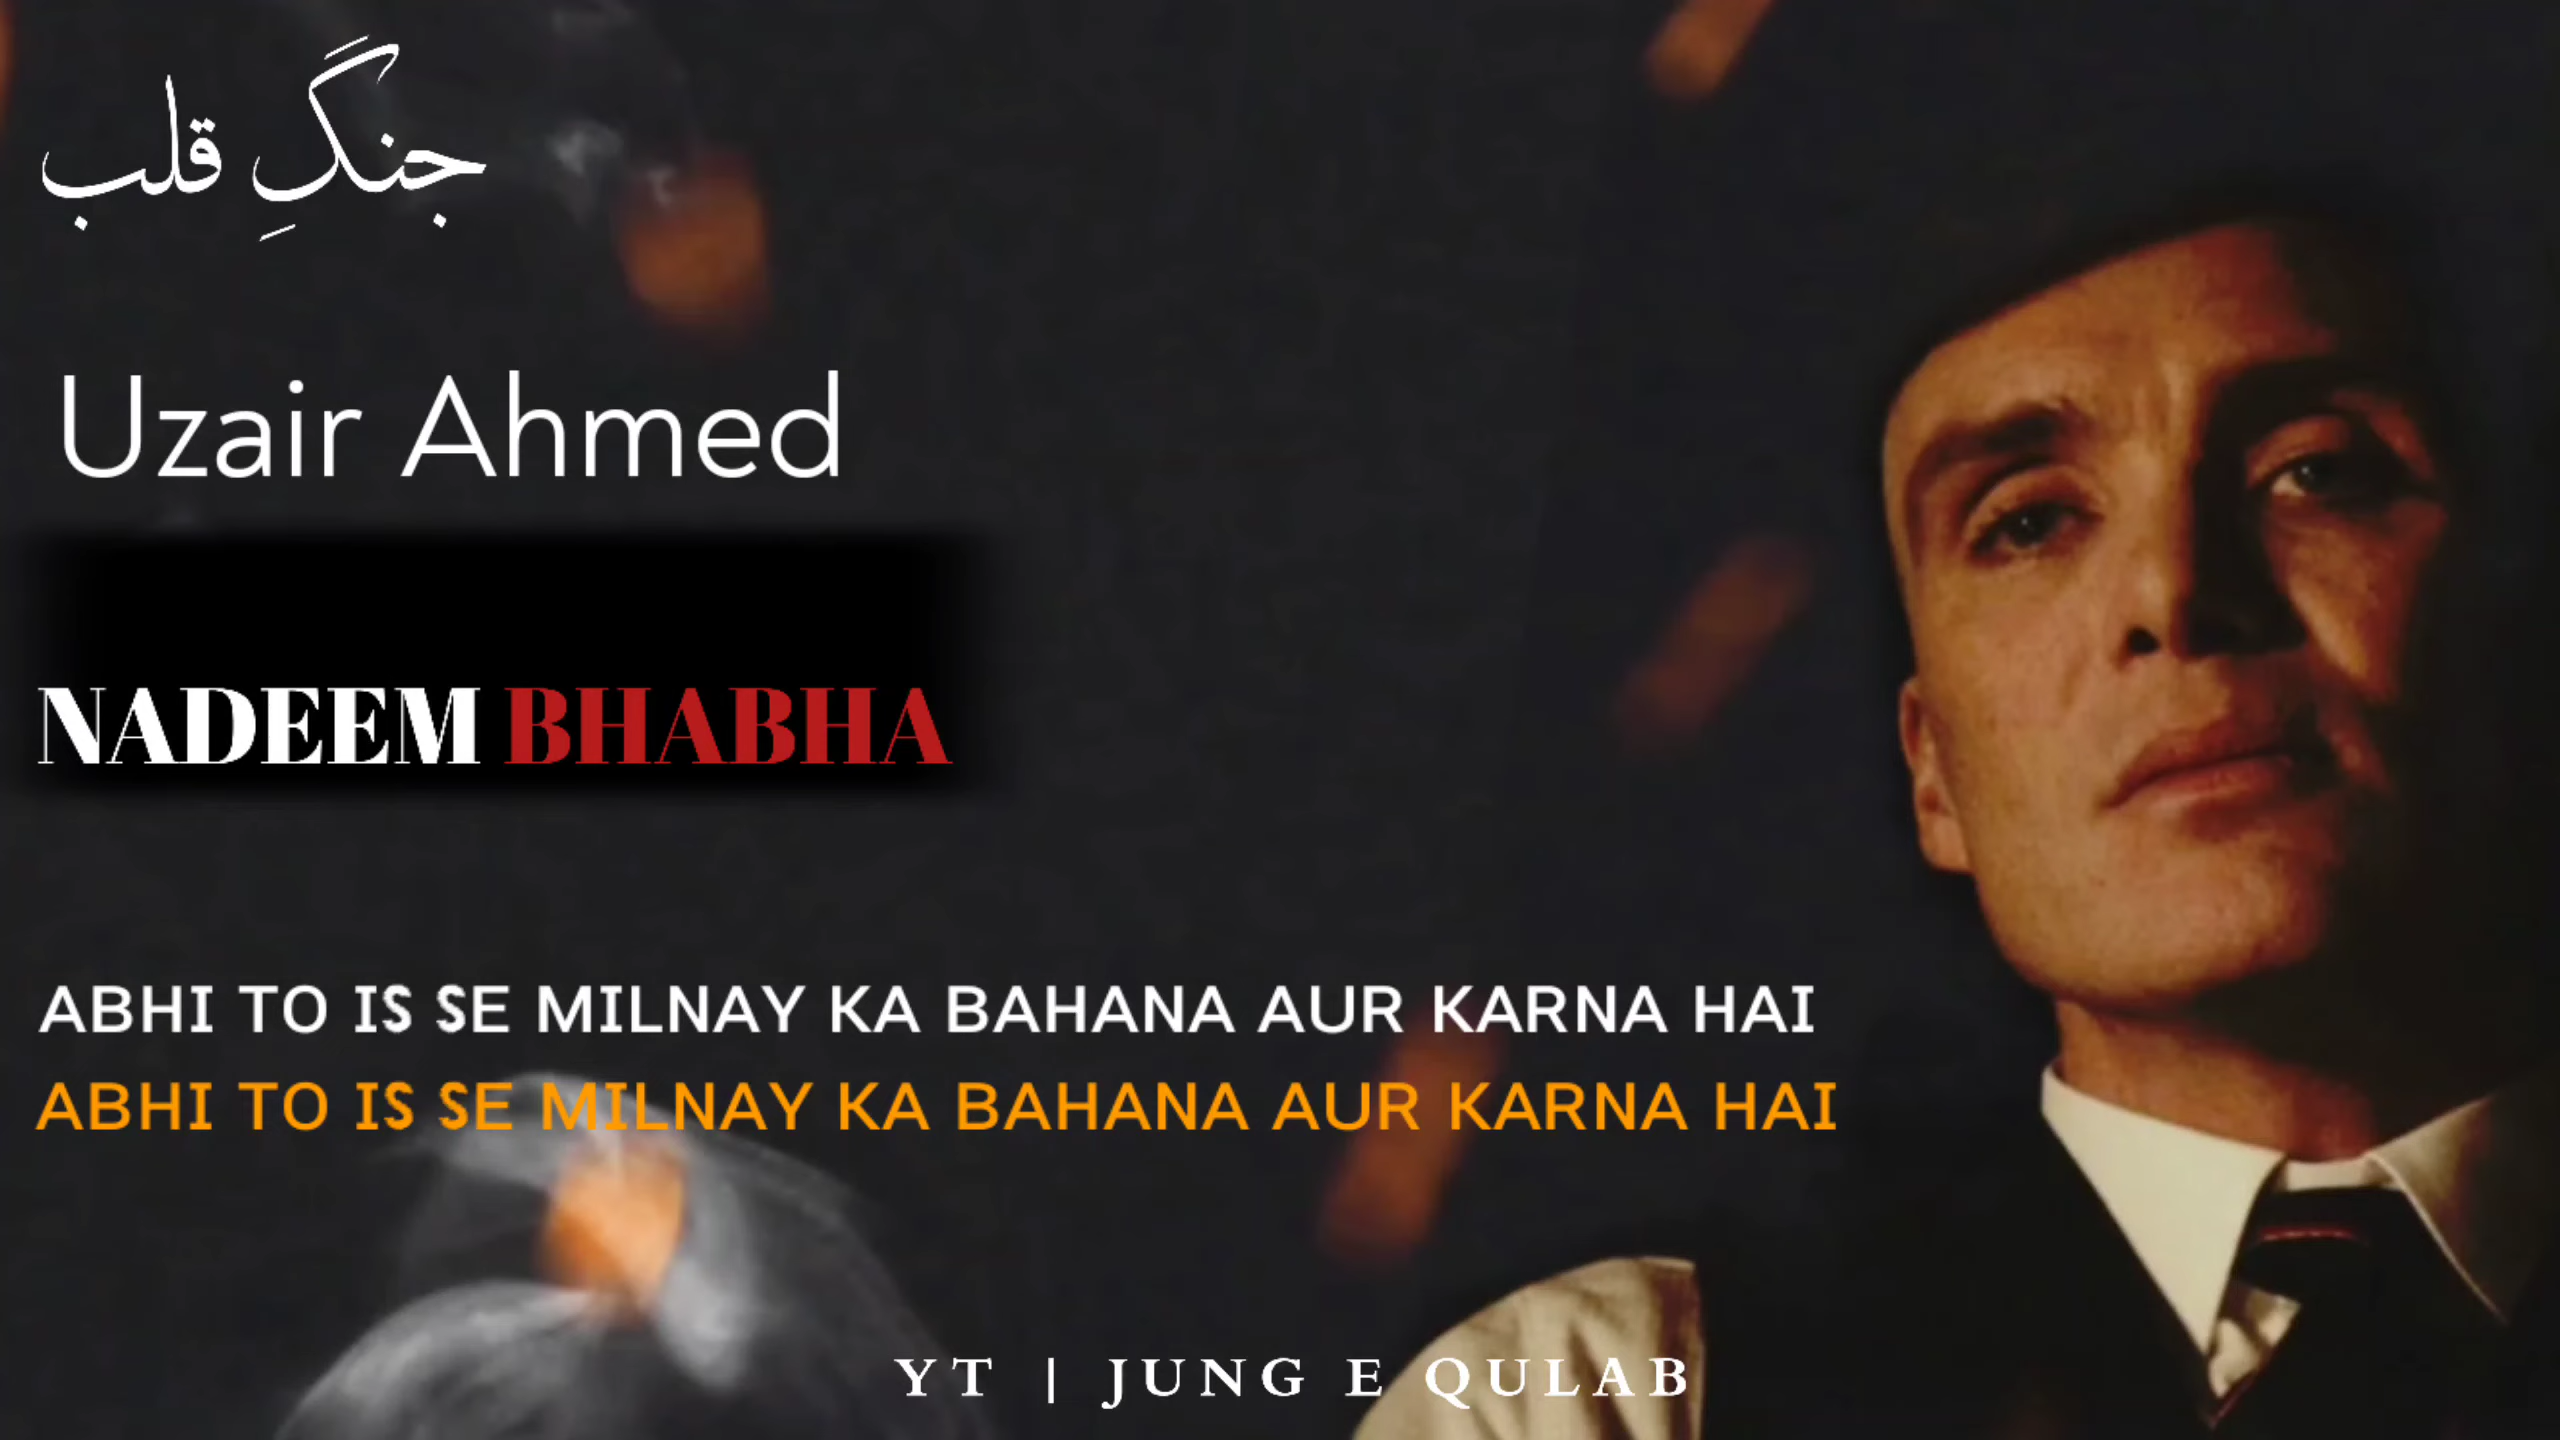 جنگِ قلب
Uzair Ahmed
NADEEM BHABHA
ABHI TO IS SE MILNAY KA BAHANA AUR KARNA HAI
ABHI TO IS SE MILNAY KA BAHANA AUR KARNA HAI
YT | JUNG E QULAB